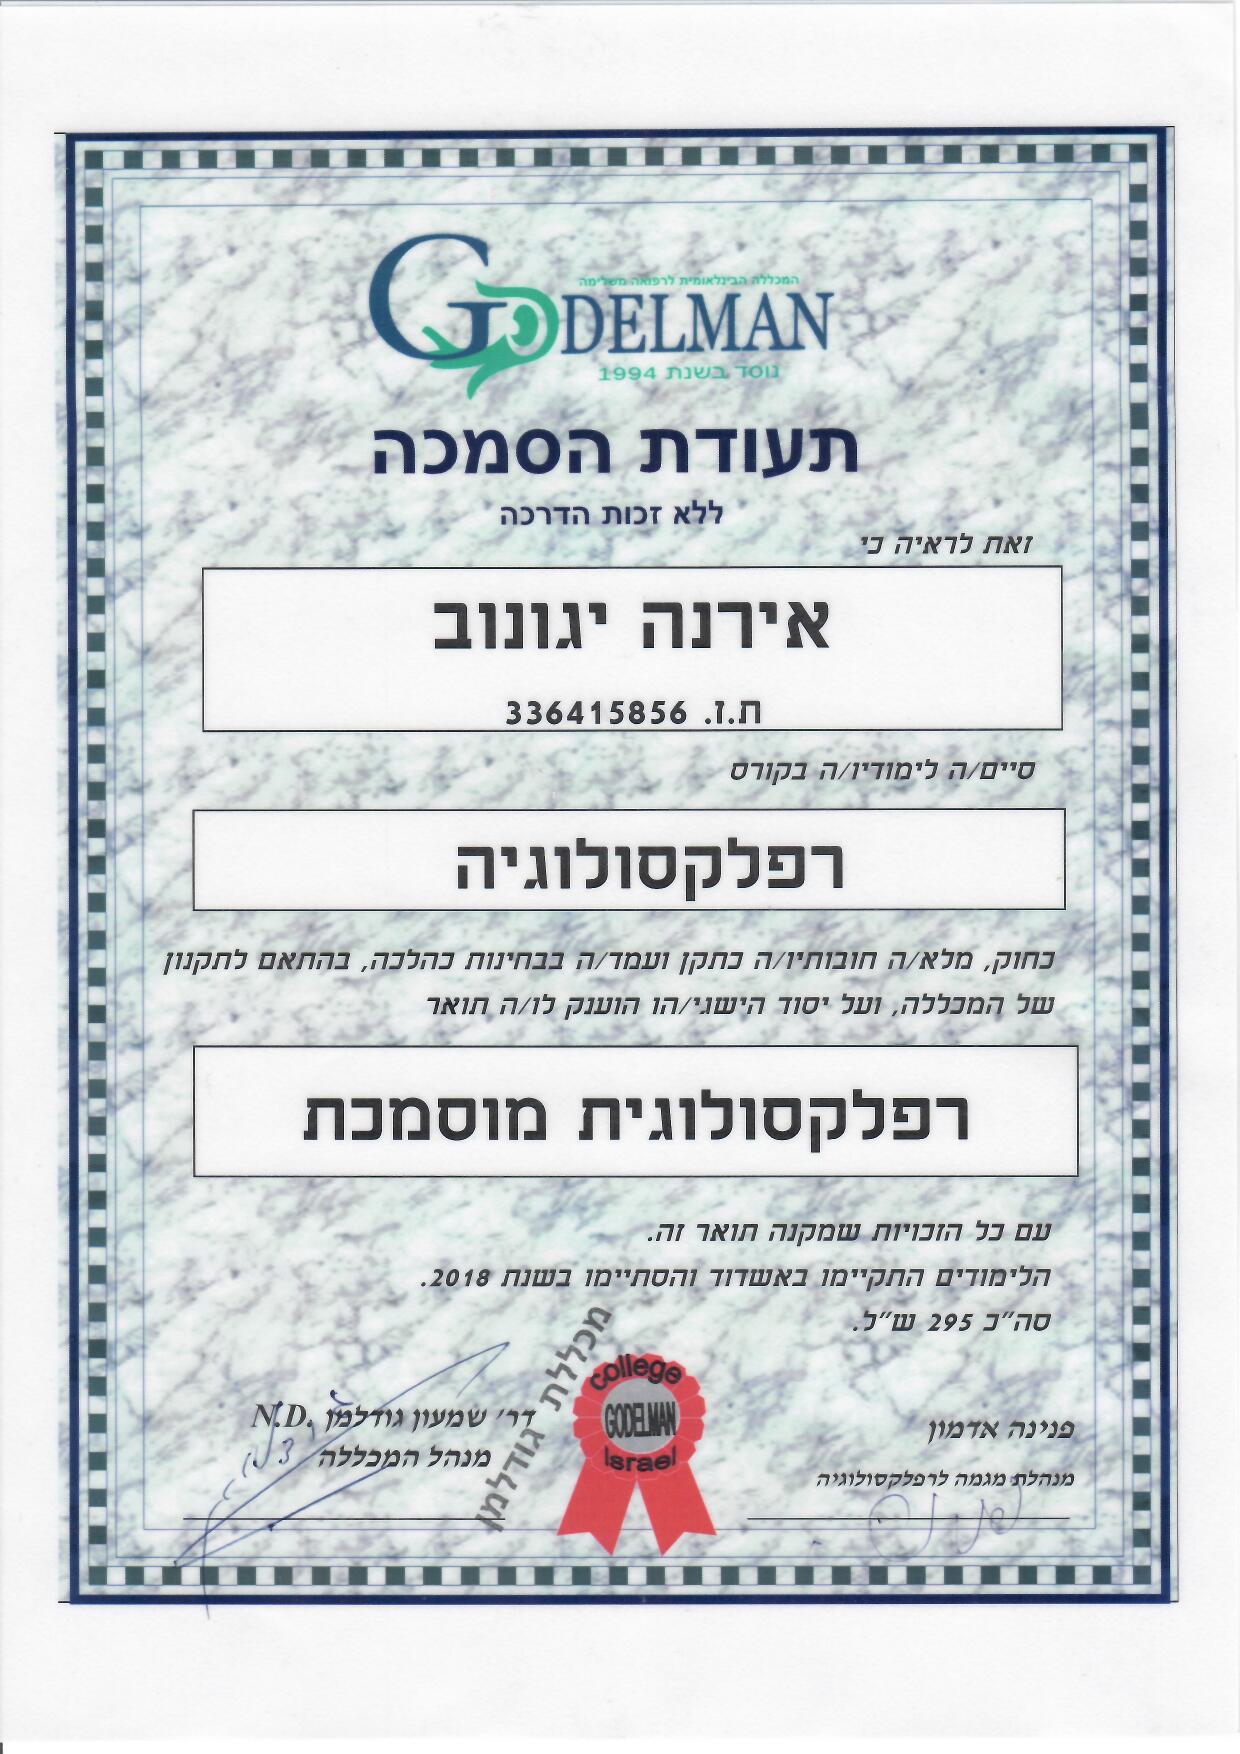 המכללה הבינלאומית לרפואה משלימה
GODELMAN
נוסד בשנת 1994
תעודת הסמכה
ללא זכות הדרכה
זאת לראיה כי
אירנה יגונוב
ת.ז. 336415856
סיים/ה לימודיו/ה בקורס
רפלקסולוגיה
כחוק, מלא/ה חובותיו/ה כתקן ועמד/ה בבחינות כהלכה, בהתאם לתקנון
של המכללה, ועל יסוד הישגי/הו הוענק לו/ה תואר
רפלקסולוגית מוסמכת
עם כל הזכויות שמקנה תואר זה.
הלימודים התקיימו באשדוד והסתיימו בשנת 2018.
סה"כ 295 ש"ל.
מכללת גודלמן
college
GODELMAN
Israel
פנינה אדמון
מנהלת מגמה לרפלקסולוגיה
דר' שמעון גודלמן N.D.
מנהל המכללה